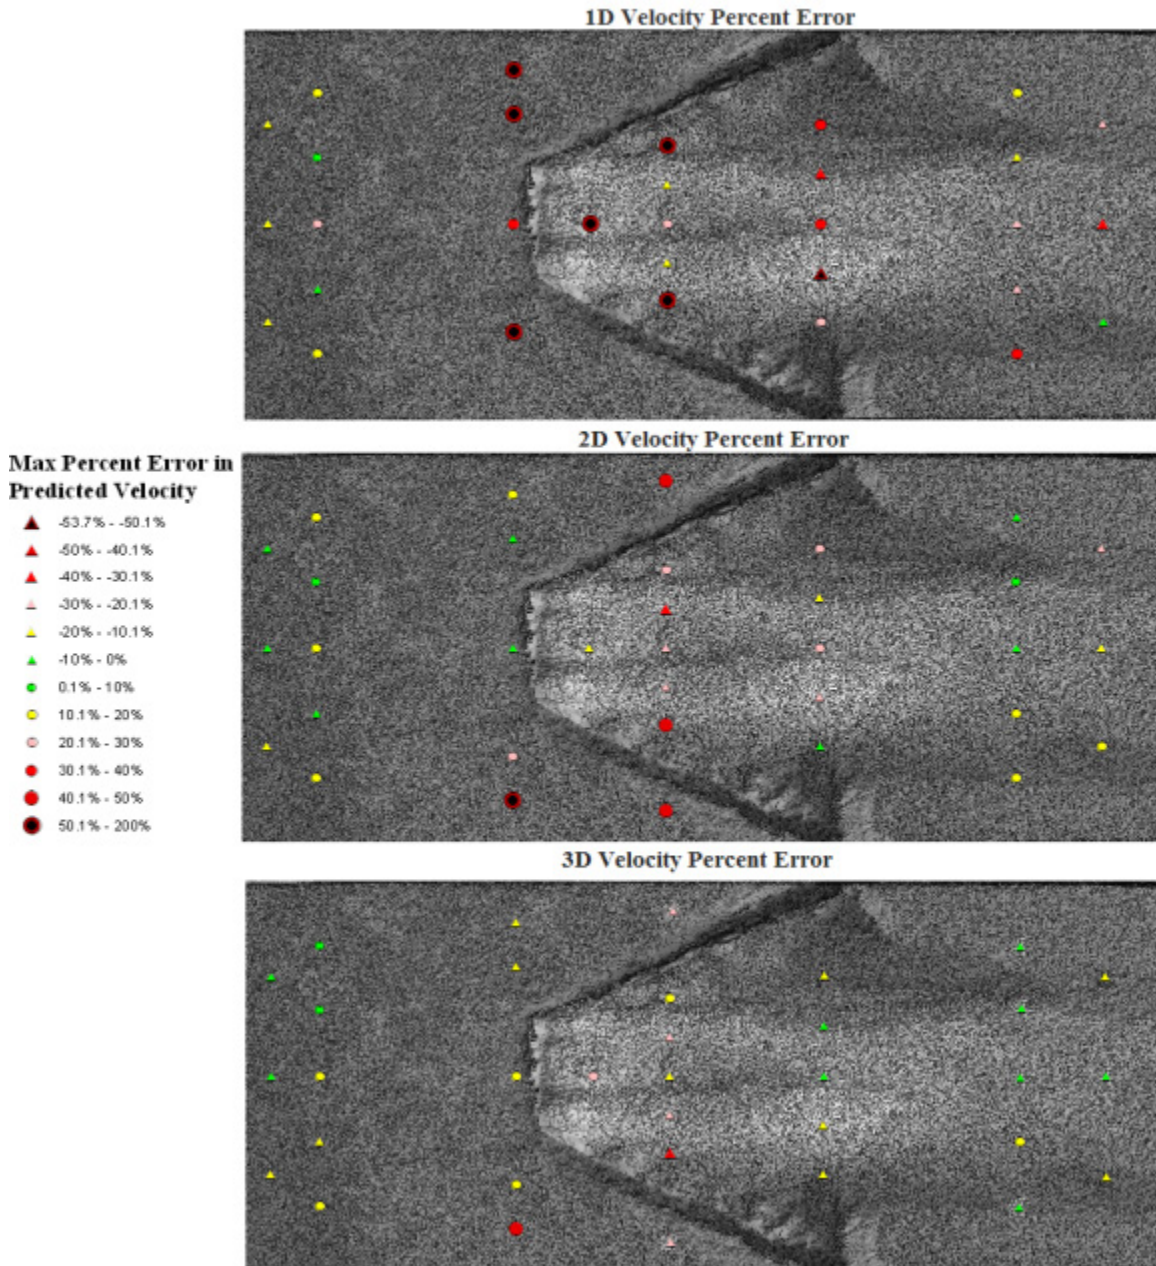 1D Velocity Percent Error
2D Velocity Percent Error
Max Percent Error in
Predicted Velocity
-53.7% - -50.1%
-50% - -40.1%
-40% - -30.1%
-30% - -20.1%
-20% - -10.1%
-10% - 0%
0.1% - 10%
10.1% - 20%
20.1% - 30%
30.1% - 40%
40.1% - 50%
50.1% - 200%
3D Velocity Percent Error